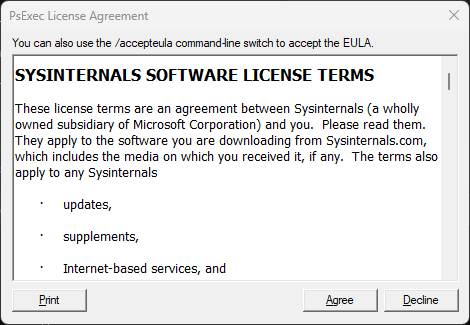 PsExec License Agreement
You can also use the /accepteula command-line switch to accept the EULA.
SYSINTERNALS SOFTWARE LICENSE TERMS
These license terms are an agreement between Sysinternals (a wholly
owned subsidiary of Microsoft Corporation) and you.  Please read them.
They apply to the software you are downloading from Sysinternals.com,
which includes the media on which you received it, if any.  The terms also
apply to any Sysinternals
· updates,
· supplements,
· Internet-based services, and
Print Agree Decline